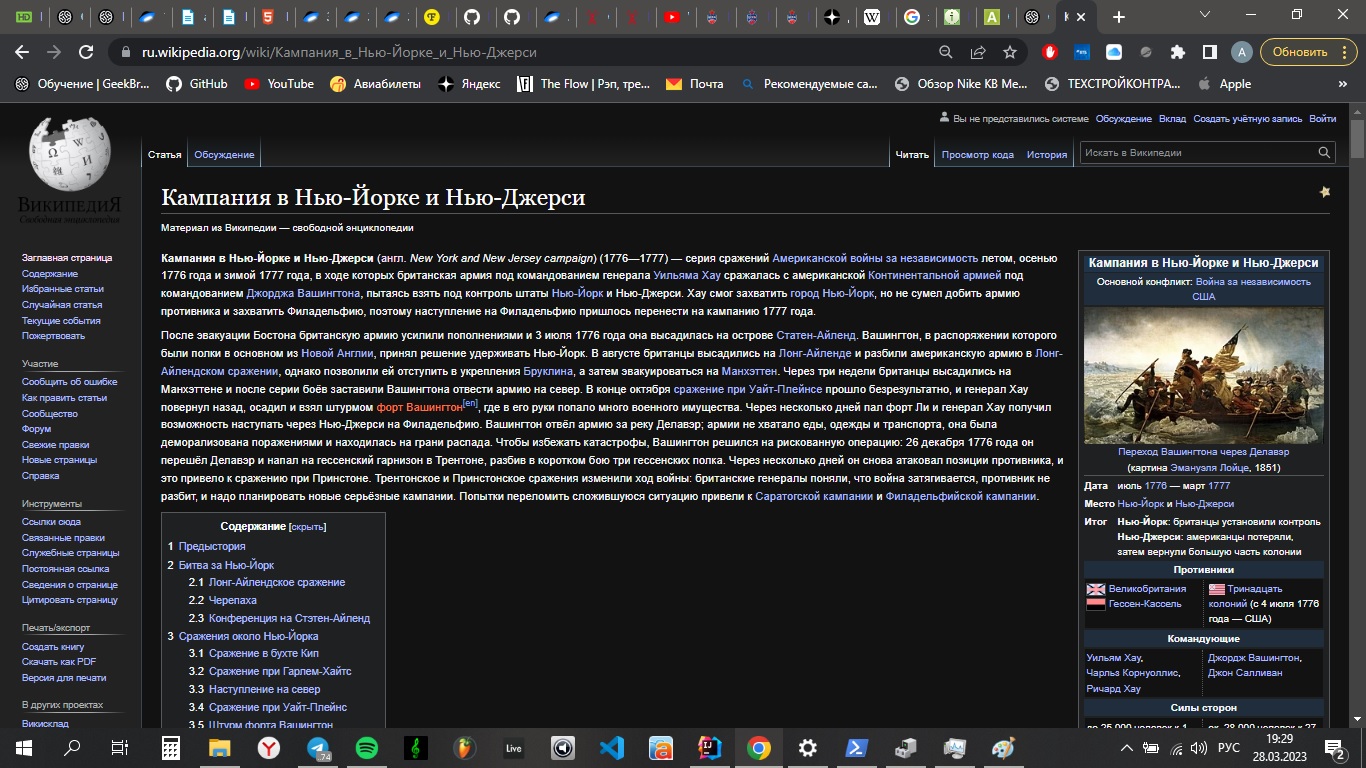 ru.wikipedia.org/wiki/Кампания_в_Нью-Йорке_и_Нью-Джерси
A
Обновить
Обучение | GeekBr...
GitHub
YouTube
Авиабилеты
Яндекс
The Flow | Рэп, тре...
Почта
Рекомендуемые са...
Обзор Nike KB Me...
ТЕХСТРОЙКОНТРА...
Apple
»
Вы не представились системе Обсуждение Вклад Создать учётную запись Войти
Статья Обсуждение Читать Просмотр кода История Искать в Википедии
ВИКИПЕДИЯ
Свободная энциклопедия
Заглавная страница
Содержание
Избранные статьи
Случайная статья
Текущие события
Пожертвовать
Участие
Сообщить об ошибке
Как править статьи
Сообщество
Форум
Свежие правки
Новые страницы
Справка
Инструменты
Ссылки сюда
Связанные правки
Служебные страницы
Постоянная ссылка
Сведения о странице
Цитировать страницу
Печать/экспорт
Создать книгу
Скачать как PDF
Версия для печати
В других проектах
Викисклад
Кампания в Нью-Йорке и Нью-Джерси
Материал из Википедии — свободной энциклопедии
Кампания в Нью-Йорке и Нью-Джерси (англ. New York and New Jersey campaign) (1776—1777) — серия сражений Американской войны за независимость летом, осенью
1776 года и зимой 1777 года, в ходе которых британская армия под командованием генерала Уильяма Хау сражалась с американской Континентальной армией под
командованием Джорджа Вашингтона, пытаясь взять под контроль штаты Нью-Йорк и Нью-Джерси. Хау смог захватить город Нью-Йорк, но не сумел добить армию
противника и захватить Филадельфию, поэтому наступление на Филадельфию пришлось перенести на кампанию 1777 года.
После эвакуации Бостона британскую армию усилили пополнениями и 3 июля 1776 года она высадилась на острове Статен-Айленд. Вашингтон, в распоряжении которого
были полки в основном из Новой Англии, принял решение удерживать Нью-Йорк. В августе британцы высадились на Лонг-Айленде и разбили американскую армию в Лонг-
Айлендском сражении, однако позволили ей отступить в укрепления Бруклина, а затем эвакуироваться на Манхэттен. Через три недели британцы высадились на
Манхэттене и после серии боёв заставили Вашингтона отвести армию на север. В конце октября сражение при Уайт-Плейнсе прошло безрезультатно, и генерал Хау
повернул назад, осадил и взял штурмом форт Вашингтон[en], где в его руки попало много военного имущества. Через несколько дней пал форт Ли и генерал Хау получил
возможность наступать через Нью-Джерси на Филадельфию. Вашингтон отвёл армию за реку Делавэр; армии не хватало еды, одежды и транспорта, она была
деморализована поражениями и находилась на грани распада. Чтобы избежать катастрофы, Вашингтон решился на рискованную операцию: 26 декабря 1776 года он
перешёл Делавэр и напал на гессенский гарнизон в Трентоне, разбив в коротком бою три гессенских полка. Через несколько дней он снова атаковал позиции противника, и
это привело к сражению при Принстоне. Трентонское и Принстонское сражения изменили ход войны: британские генералы поняли, что война затягивается, противник не
разбит, и надо планировать новые серьёзные кампании. Попытки переломить сложившуюся ситуацию привели к Саратогской кампании и Филадельфийской кампании.
Содержание [скрыть]
1 Предыстория
2 Битва за Нью-Йорк
2.1 Лонг-Айлендское сражение
2.2 Черепаха
2.3 Конференция на Стэтен-Айленд
3 Сражения около Нью-Йорка
3.1 Сражение в бухте Кип
3.2 Сражение при Гарлем-Хайтс
3.3 Наступление на север
3.4 Сражение при Уайт-Плейнс
3.5 Штурм форта Вашингтон
Кампания в Нью-Йорке и Нью-Джерси
Основной конфликт: Война за независимость
США
Переход Вашингтона через Делавэр
(картина Эмануэля Лойце, 1851)
Дата июль 1776 — март 1777
Место Нью-Йорк и Нью-Джерси
Итог Нью-Йорк: британцы установили контроль
Нью-Джерси: американцы потеряли,
затем вернули большую часть колонии
Противники
Великобритания
Гессен-Кассель
Тринадцать
колоний (с 4 июля 1776
года — США)
Командующие
Уильям Хау,
Чарльз Корнуоллис,
Ричард Хау
Джордж Вашингтон,
Джон Салливан
Силы сторон
до 25 000 человек к 1
ок. 28 000 человек к 27
24
Live
РУС
19:29
28.03.2023
2